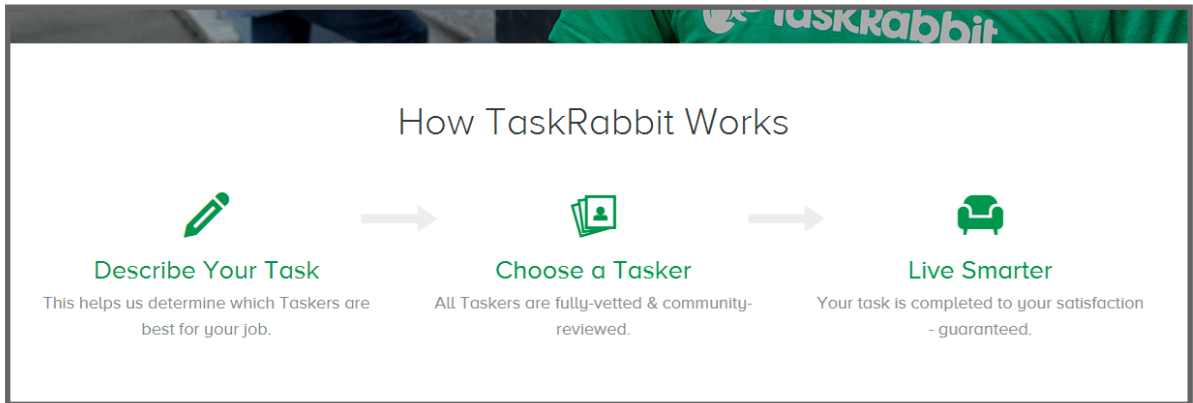 TaskRabbit
How TaskRabbit Works
Describe Your Task
This helps us determine which Taskers are
best for your job.
Choose a Tasker
All Taskers are fully-vetted & community-
reviewed.
Live Smarter
Your task is completed to your satisfaction
- guaranteed.